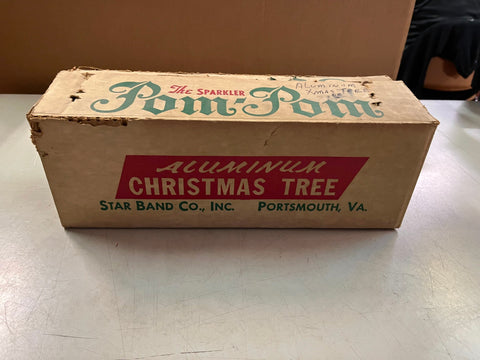 The Sparkler
Pom-Pom
Aluminum
Xmas Tree
ALUMINUM
CHRISTMAS TREE
STAR BAND CO., INC. PORTSMOUTH, VA.